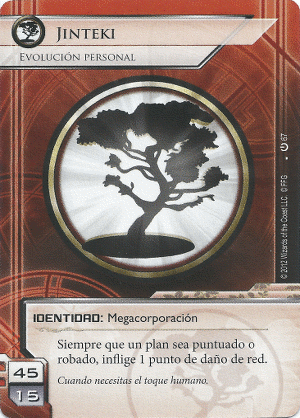 JINTEKI
EVOLUCIÓN PERSONAL
67
© 2012 Wizards of the Coast LLC. © FFG
IDENTIDAD: Megacorporación
Siempre que un plan sea puntuado o
robado, inflige 1 punto de daño de red.
Cuando necesitas el toque humano.
45
15